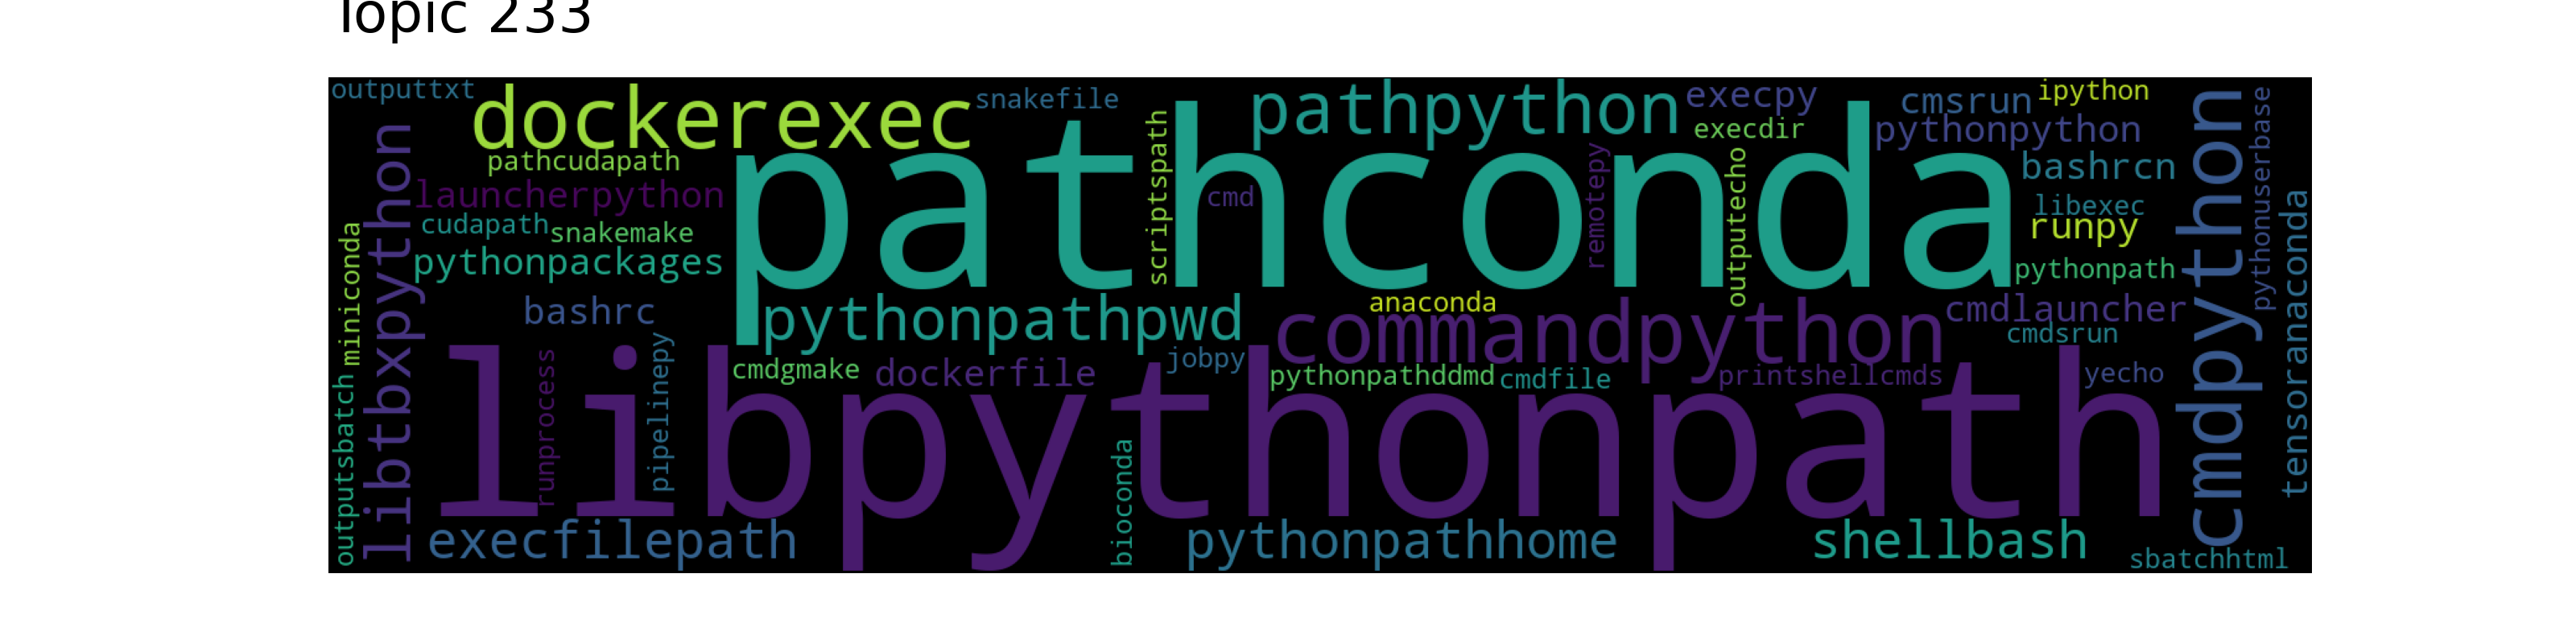 Topic 233
outputtxt
dockerexec
snakefile
pathpython
execpy
cmsrun
ipython
execdir
pythonpython
pathcudapath
pathconda
bashrcn
launcherpython
scriptspath
cmd
remotepy
outputecho
libexec
runpy
cudapath
snakemake
pythonpackages
pythonpath
libtbxpython
miniconda
cmdpython
pythonuserbase
tensoranaconda
bashrc
pythonpathpwd
anaconda
commandpython
cmdlauncher
cmdsrun
jobpy
cmdgmake
dockerfile
pythonpathddmd
cmdfile
printshellcmds
yecho
outputsbatch
runprocess
pipelinepy
libpythonpath
bioconda
execfilepath
pythonpathhome
shellbash
sbatchhtml